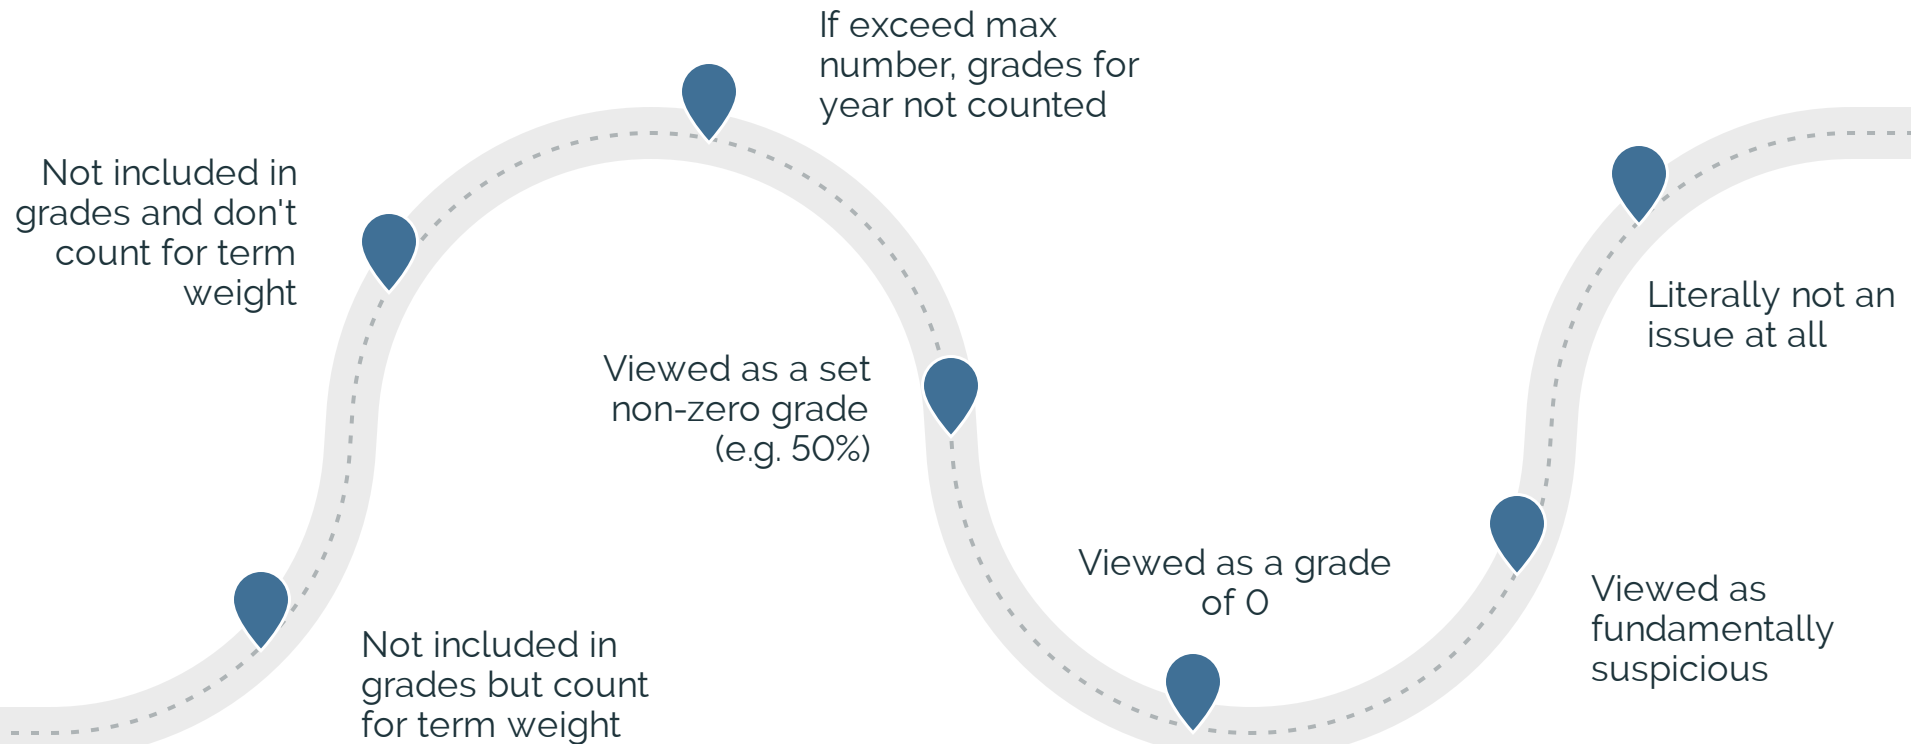 If exceed max
number, grades for
year not counted
Not included in
grades and don't
count for term
weight
Literally not an
issue at all
Viewed as a set
non-zero grade
(e.g. 50%)
Viewed as a grade
of 0
Viewed as
fundamentally
suspicious
Not included in
grades but count
for term weight